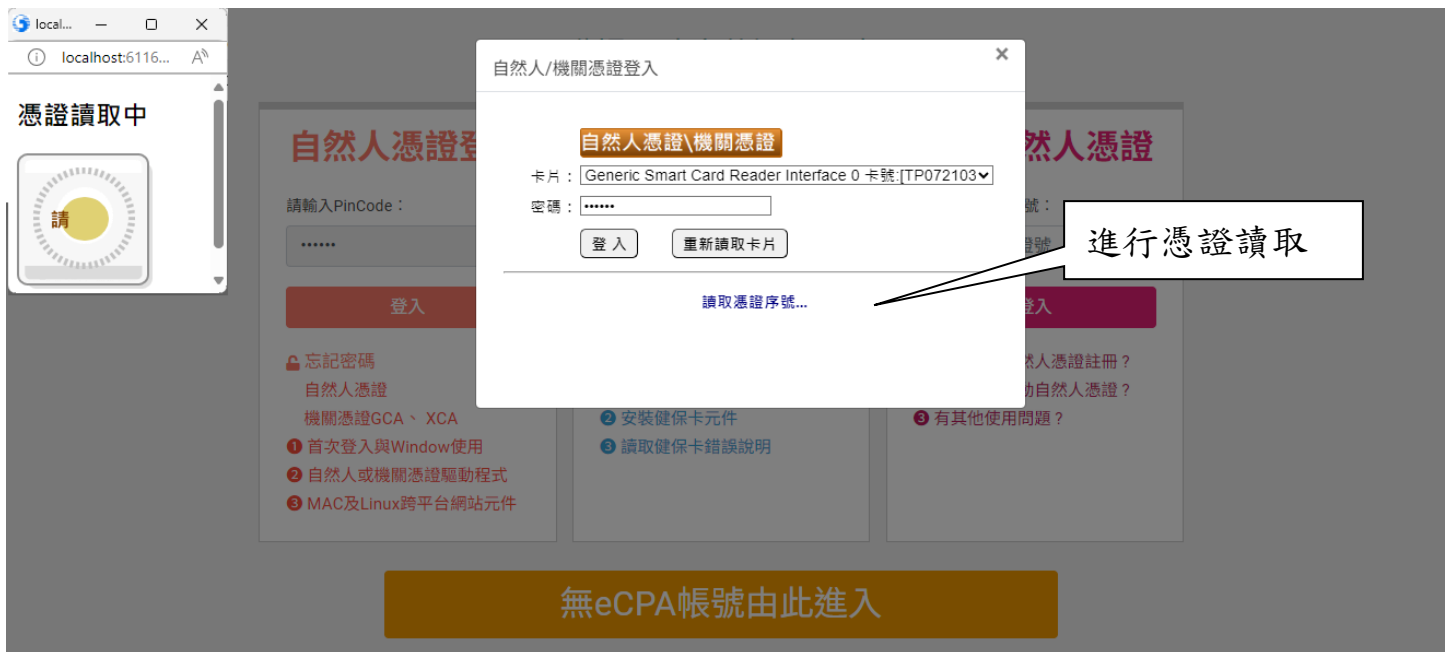 local...
localhost:6116...
憑證讀取中
請
自然人/機關憑證登入
×
自然人憑證\機關憑證
卡片： Generic Smart Card Reader Interface 0 卡號:[TP072103
密碼： ••••••
登入
重新讀取卡片
讀取憑證序號...
進行憑證讀取
自然人憑證登
請輸入PinCode：
••••••
登入
忘記密碼
自然人憑證
機關憑證GCA、 XCA
❶ 首次登入與Window使用
❷ 自然人或機關憑證驅動程式
❸ MAC及Linux跨平台網站元件
❷ 安裝健保卡元件
❸ 讀取健保卡錯誤說明
然人憑證
號：
登入
然人憑證註冊？
動自然人憑證？
❸ 有其他使用問題？
無eCPA帳號由此進入